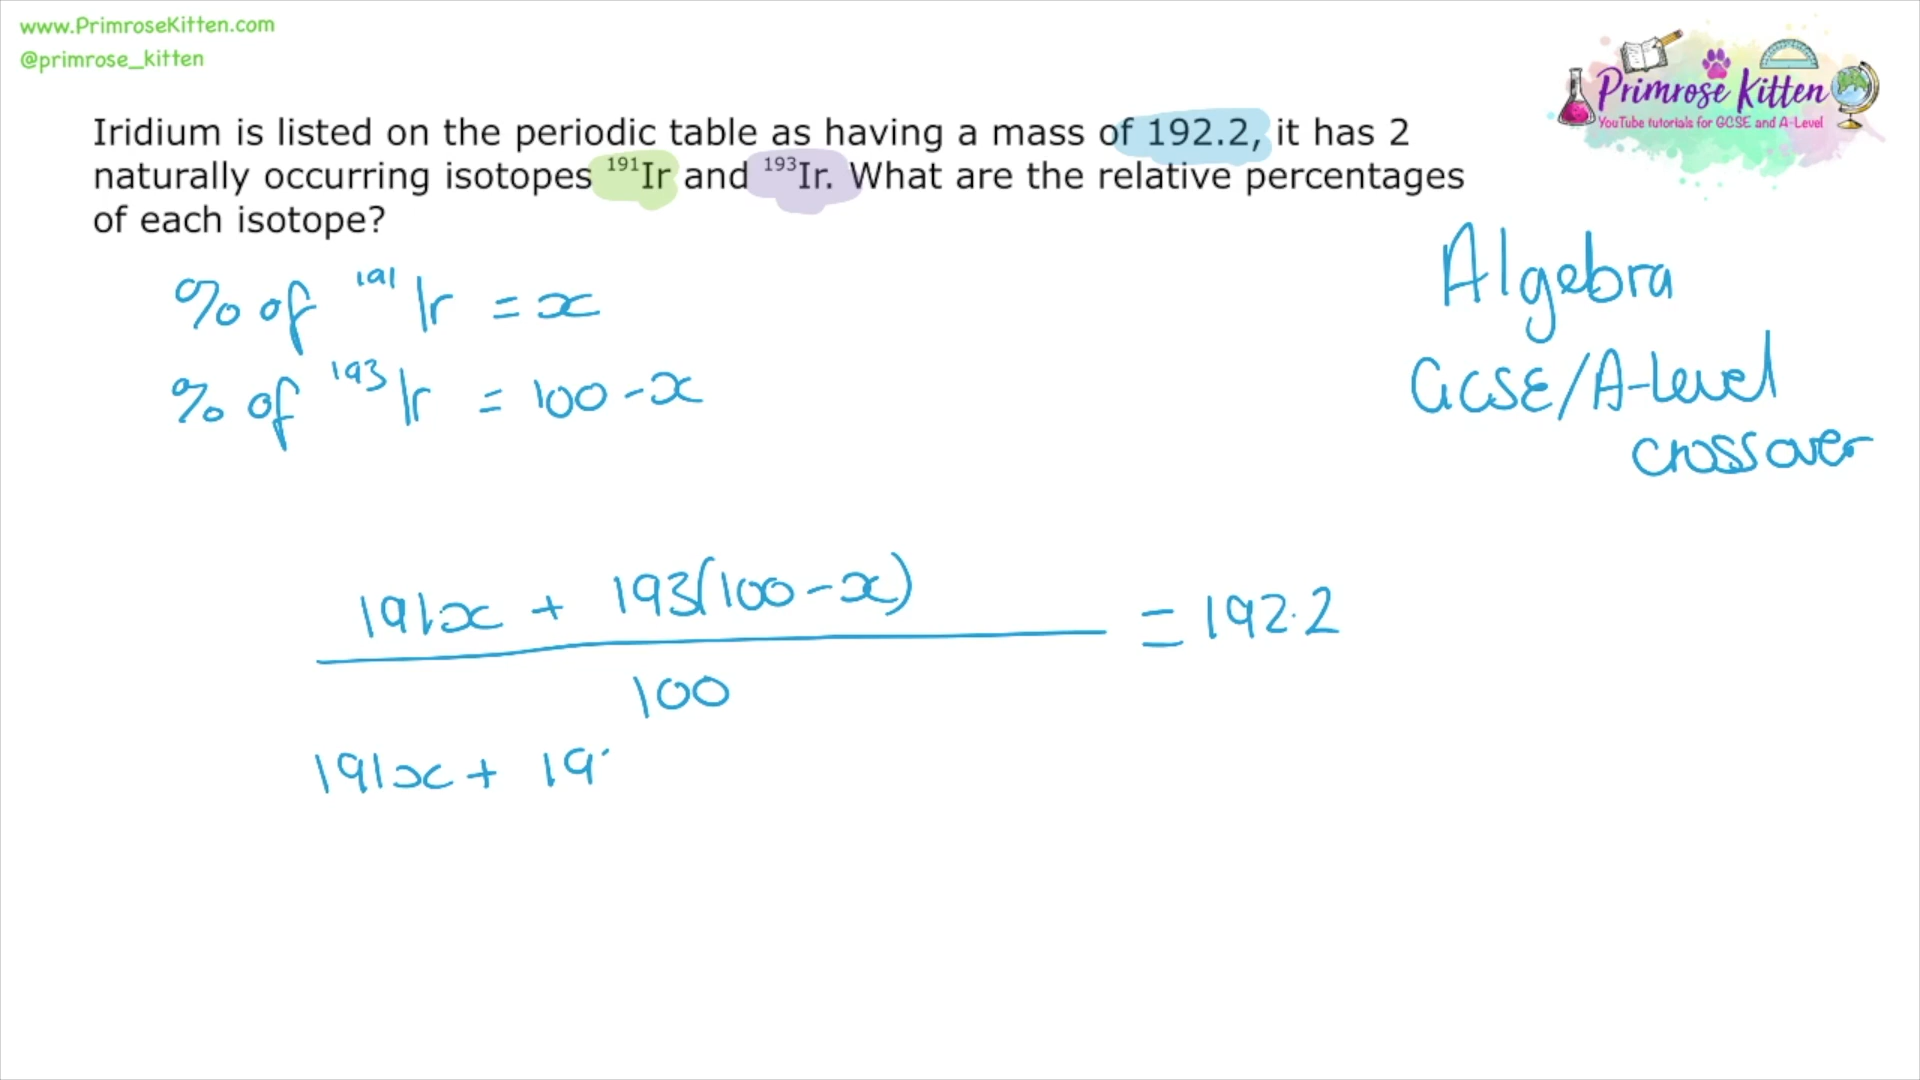 www.PrimroseKitten.com
@primrose_kitten
Primrose Kitten
YouTube tutorials for GCSE and A-Level
Iridium is listed on the periodic table as having a mass of 192.2, it has 2
naturally occurring isotopes ¹⁹¹Ir and ¹⁹³Ir. What are the relative percentages
of each isotope?
Algebra
GCSE/A-Level
crossover
% of ¹⁹¹Ir = x
% of ¹⁹³Ir = 100 - x
191x + 193(100 - x)
= 192.2
100
191x + 19